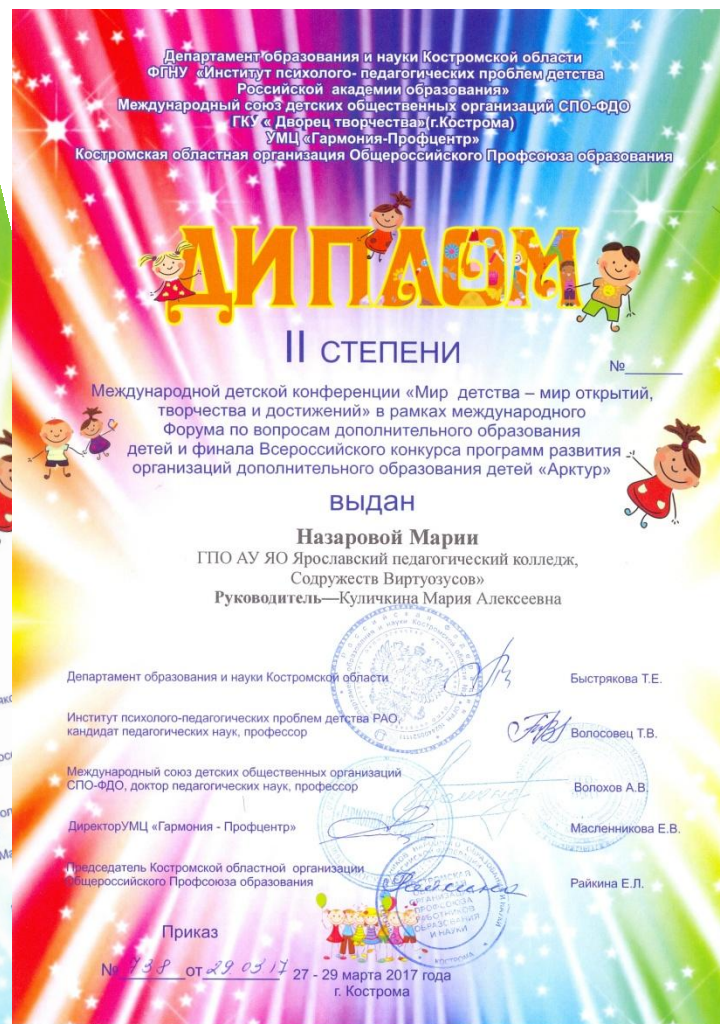 Департамент образования и науки Костромской области
ФГНУ «Институт психолого- педагогических проблем детства
Российской академии образования»
Международный союз детских общественных организаций СПО-ФДО
ГКУ « Дворец творчества»(г.Кострома)
УМЦ «Гармония-Профцентр»
Костромская областная организация Общероссийского Профсоюза образования
ДИПЛОМ
II СТЕПЕНИ
№
Международной детской конференции «Мир детства – мир открытий,
творчества и достижений» в рамках международного
Форума по вопросам дополнительного образования
детей и финала Всероссийского конкурса программ развития
организаций дополнительного образования детей «Арктур»
выдан
Назаровой Марии
ГПО АУ ЯО Ярославский педагогический колледж,
Содружеств Виртуозусов»
Руководитель—Куличкина Мария Алексеевна
Департамент образования и науки Костромской области Быстрякова Т.Е.
Институт психолого-педагогических проблем детства РАО,
кандидат педагогических наук, профессор Волосовец Т.В.
Международный союз детских общественных организаций
СПО-ФДО, доктор педагогических наук, профессор Волохов А.В.
ДиректорУМЦ «Гармония - Профцентр» Масленникова Е.В.
Председатель Костромской областной организации
Общероссийского Профсоюза образования Райкина Е.Л.
Приказ
№ 738 от 29 03 17 27 - 29 марта 2017 года
г. Кострома